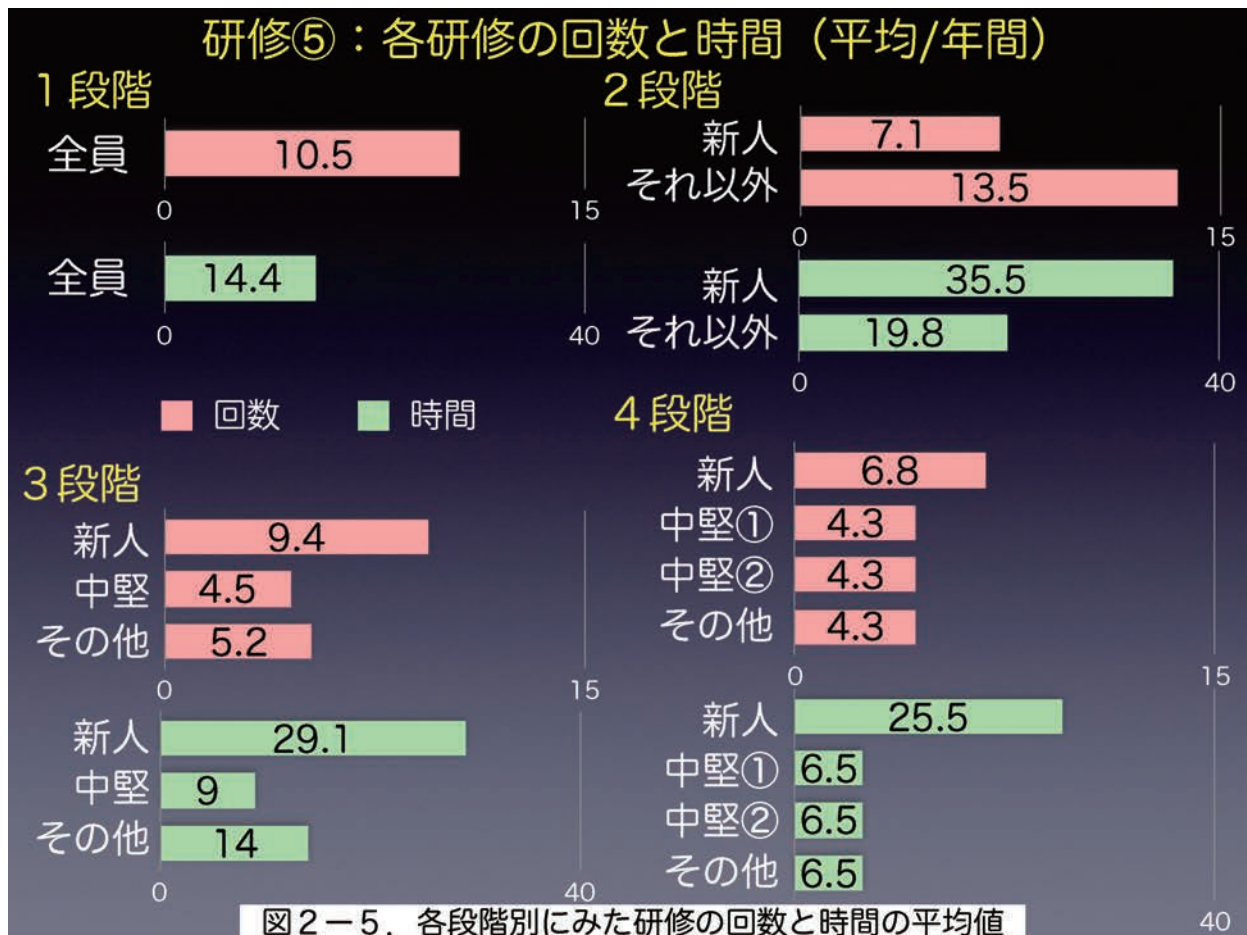 研修⑤：各研修の回数と時間（平均/年間）
1段階
全員
10.5
0
15
全員
14.4
0
40
2段階
新人
7.1
それ以外
13.5
0
15
新人
35.5
それ以外
19.8
0
40
回数
時間
3段階
新人
9.4
中堅
4.5
その他
5.2
0
15
新人
29.1
中堅
9
その他
14
0
40
4段階
新人
6.8
中堅①
4.3
中堅②
4.3
その他
4.3
0
15
新人
25.5
中堅①
6.5
中堅②
6.5
その他
6.5
40
図2－5．各段階別にみた研修の回数と時間の平均値